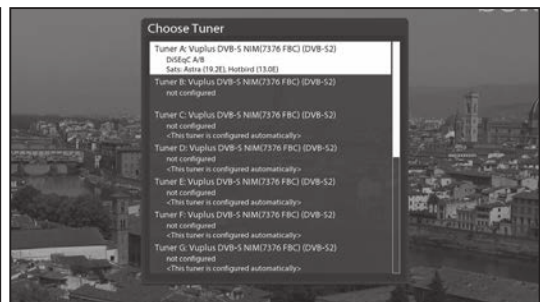 Choose Tuner
Tuner A: Vuplus DVB-S NIM(7376 FBC) (DVB-S2)
DiSEqC A/B
Sats: Astra (19.2E), Hotbird (13.0E)
Tuner B: Vuplus DVB-S NIM(7376 FBC) (DVB-S2)
not configured
Tuner C: Vuplus DVB-S NIM(7376 FBC) (DVB-S2)
not configured
<This tuner is configured automatically>
Tuner D: Vuplus DVB-S NIM(7376 FBC) (DVB-S2)
not configured
<This tuner is configured automatically>
Tuner E: Vuplus DVB-S NIM(7376 FBC) (DVB-S2)
not configured
<This tuner is configured automatically>
Tuner F: Vuplus DVB-S NIM(7376 FBC) (DVB-S2)
not configured
<This tuner is configured automatically>
Tuner G: Vuplus DVB-S NIM(7376 FBC) (DVB-S2)
not configured
<This tuner is configured automatically>